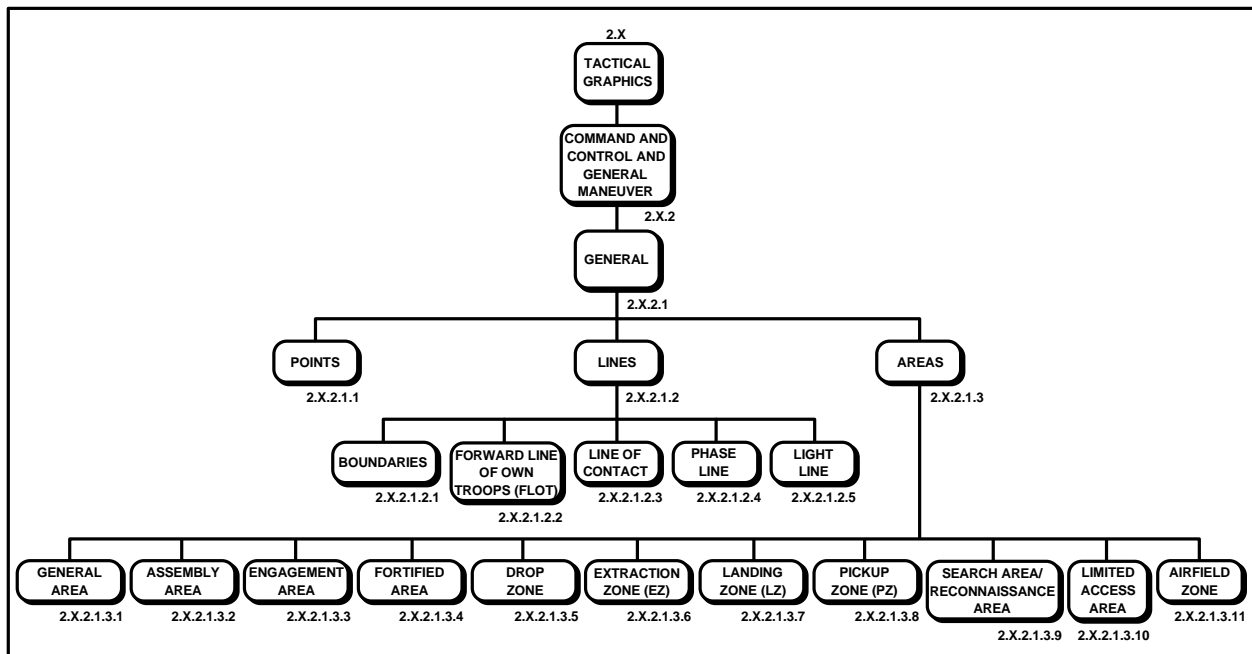 2.X
TACTICAL
GRAPHICS
COMMAND AND
CONTROL AND
GENERAL
MANEUVER
2.X.2
GENERAL
2.X.2.1
POINTS
2.X.2.1.1
LINES
2.X.2.1.2
AREAS
2.X.2.1.3
BOUNDARIES
2.X.2.1.2.1
FORWARD LINE
OF OWN
TROOPS (FLOT)
2.X.2.1.2.2
LINE OF
CONTACT
2.X.2.1.2.3
PHASE
LINE
2.X.2.1.2.4
LIGHT
LINE
2.X.2.1.2.5
GENERAL
AREA
2.X.2.1.3.1
ASSEMBLY
AREA
2.X.2.1.3.2
ENGAGEMENT
AREA
2.X.2.1.3.3
FORTIFIED
AREA
2.X.2.1.3.4
DROP
ZONE
2.X.2.1.3.5
EXTRACTION
ZONE (EZ)
2.X.2.1.3.6
LANDING
ZONE (LZ)
2.X.2.1.3.7
PICKUP
ZONE (PZ)
2.X.2.1.3.8
SEARCH AREA/
RECONNAISSANCE
AREA
2.X.2.1.3.9
LIMITED
ACCESS
AREA
2.X.2.1.3.10
AIRFIELD
ZONE
2.X.2.1.3.11